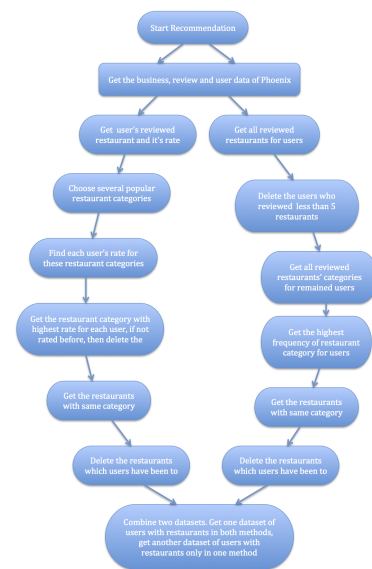 Start Recommendation
Get the business, review and user data of Phoenix
Get user's reviewed
restaurant and it's rate
Choose several popular
restaurant categories
Find each user's rate for
these restaurant categories
Get the restaurant category with
highest rate for each user, if not
rated before, then delete the
Get the restaurants
with same category
Delete the restaurants
which users have been to
Get all reviewed
restaurants for users
Delete the users who
reviewed less than 5
restaurants
Get all reviewed
restaurants' categories
for remained users
Get the highest
frequency of restaurant
category for users
Get the restaurants
with same category
Delete the restaurants
which users have been to
Combine two datasets. Get one dataset of
users with restaurants in both methods,
get another dataset of users with
restaurants only in one method